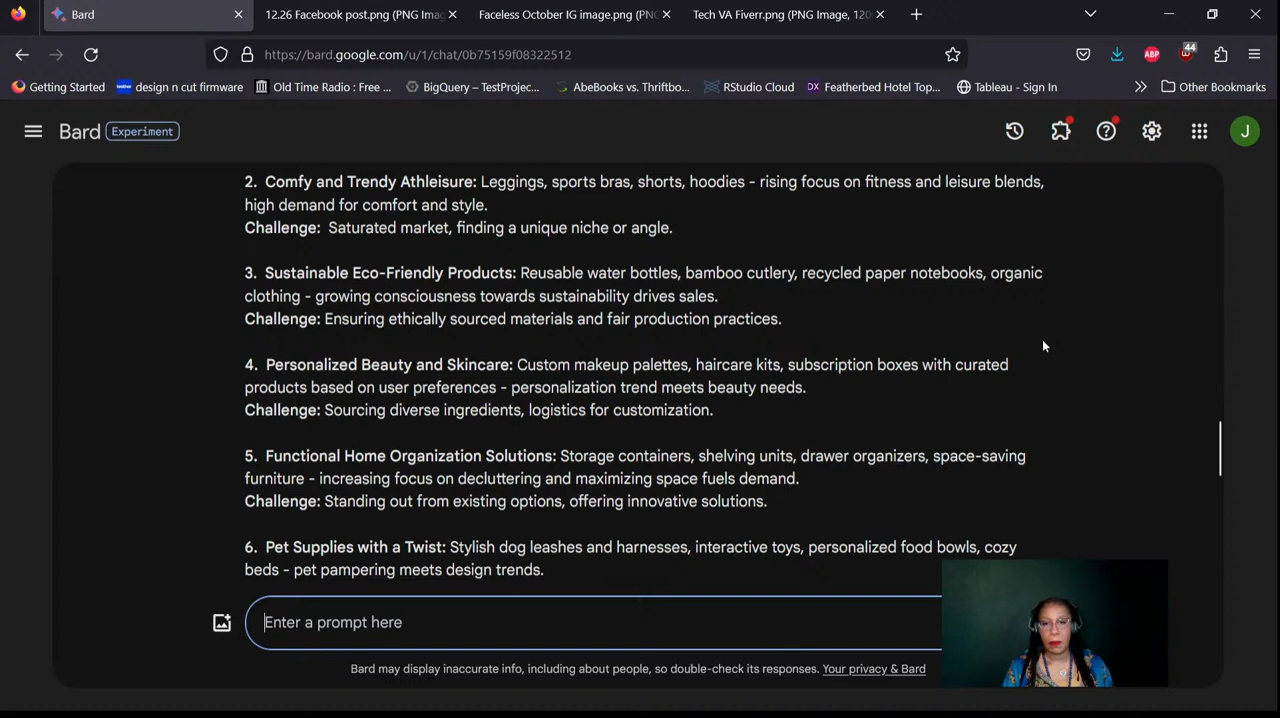 Bard
12.26 Facebook post.png (PNG Imag
Faceless October IG image.png (PN
Tech VA Fiverr.png (PNG Image, 120
https://bard.google.com/u/1/chat/0b75159f08322512
ABP
44
Getting Started
design n cut firmware
Old Time Radio : Free ...
BigQuery – TestProjec...
AbeBooks vs. Thriftbo...
RStudio Cloud
DX
Featherbed Hotel Top...
Tableau - Sign In
Other Bookmarks
Bard Experiment
J
2. Comfy and Trendy Athleisure: Leggings, sports bras, shorts, hoodies - rising focus on fitness and leisure blends,
high demand for comfort and style.
Challenge: Saturated market, finding a unique niche or angle.
3. Sustainable Eco-Friendly Products: Reusable water bottles, bamboo cutlery, recycled paper notebooks, organic
clothing - growing consciousness towards sustainability drives sales.
Challenge: Ensuring ethically sourced materials and fair production practices.
4. Personalized Beauty and Skincare: Custom makeup palettes, haircare kits, subscription boxes with curated
products based on user preferences - personalization trend meets beauty needs.
Challenge: Sourcing diverse ingredients, logistics for customization.
5. Functional Home Organization Solutions: Storage containers, shelving units, drawer organizers, space-saving
furniture - increasing focus on decluttering and maximizing space fuels demand.
Challenge: Standing out from existing options, offering innovative solutions.
6. Pet Supplies with a Twist: Stylish dog leashes and harnesses, interactive toys, personalized food bowls, cozy
beds - pet pampering meets design trends.
Enter a prompt here
Bard may display inaccurate info, including about people, so double-check its responses. Your privacy & Bard